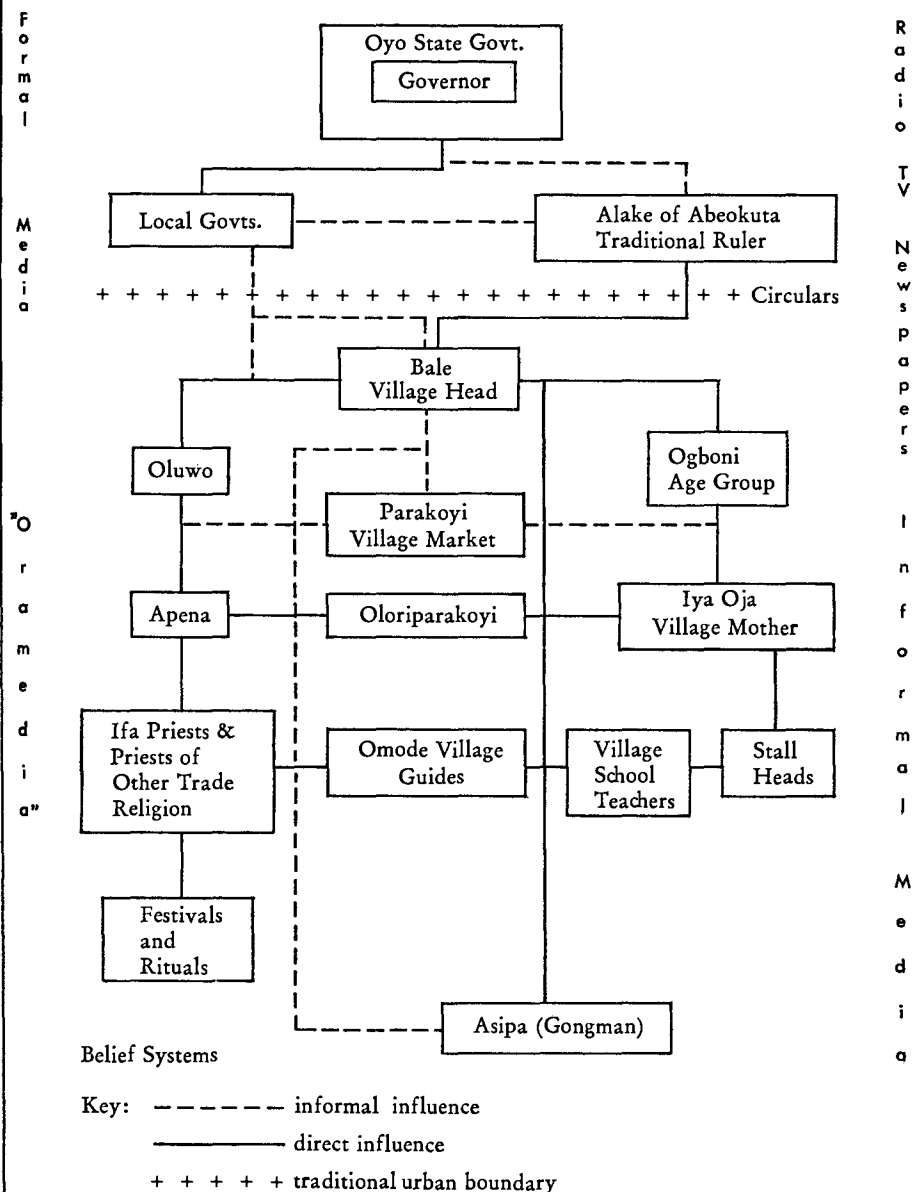 Formal
Media
"Oramedia"
Oyo State Govt.
Governor
Local Govts.
Alake of Abeokuta
Traditional Ruler
+ + + + + + + + + + + + + + + + + + + + + + Circulars
Bale
Village Head
Oluwo
Ogboni
Age Group
Parakoyi
Village Market
Apena
Oloriparakoyi
Iya Oja
Village Mother
Ifa Priests &
Priests of
Other Trade
Religion
Omode Village
Guides
Village
School
Teachers
Stall
Heads
Festivals
and
Rituals
Asipa (Gongman)
Belief Systems
Key: informal influence
direct influence
+ + + + + traditional urban boundary
Radio
TV
Newspapers
Informal
Media